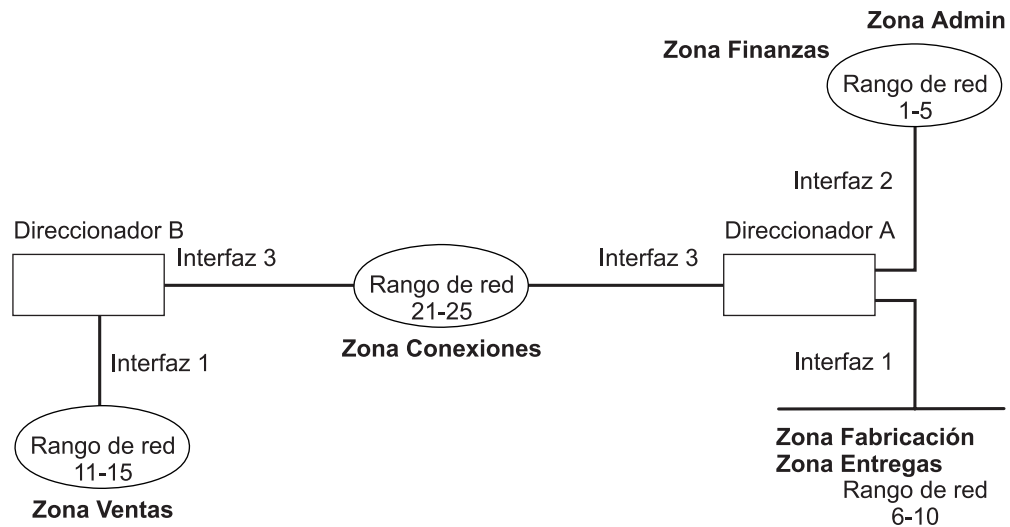 Zona Admin
Zona Finanzas
Rango de red
1-5
Interfaz 2
Direccionador B
Direccionador A
Interfaz 3
Interfaz 3
Rango de red
21-25
Zona Conexiones
Interfaz 1
Interfaz 1
Rango de red
11-15
Zona Ventas
Zona Fabricación
Zona Entregas
Rango de red
6-10